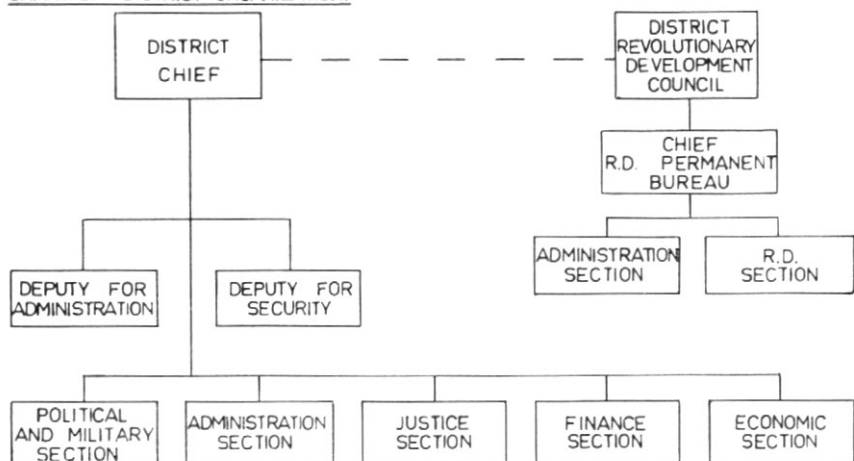 DISTRICT
CHIEF
DISTRICT
REVOLUTIONARY
DEVELOPMENT
COUNCIL
CHIEF
R.D. PERMANENT
BUREAU
ADMINISTRATION
SECTION
R.D.
SECTION
DEPUTY FOR
ADMINISTRATION
DEPUTY FOR
SECURITY
POLITICAL
AND MILITARY
SECTION
ADMINISTRATION
SECTION
JUSTICE
SECTION
FINANCE
SECTION
ECONOMIC
SECTION